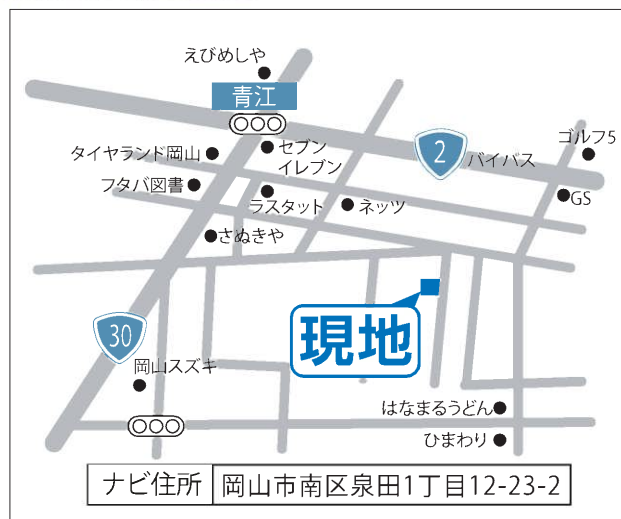 えびめしや
青江
タイヤランド岡山
セブン
イレブン
2
バイパス
ゴルフ5
フタバ図書
ラスタット
ネッツ
GS
さぬきや
30
現地
岡山スズキ
はなまるうどん
ひまわり
ナビ住所 岡山市南区泉田1丁目12-23-2